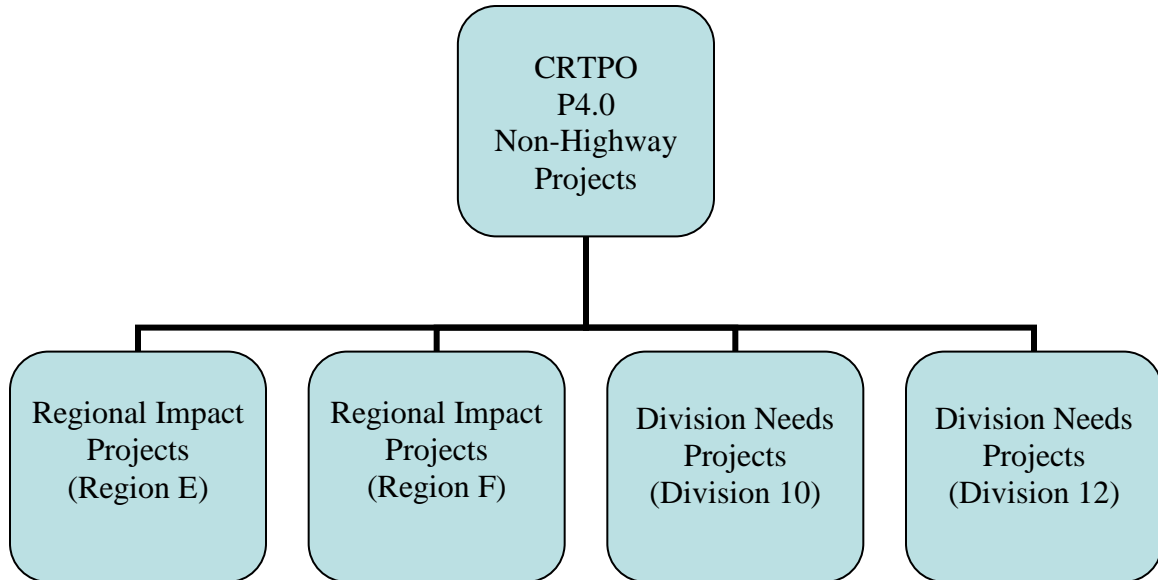 CRTPO
P4.0
Non-Highway
Projects
Regional Impact
Projects
(Region E)
Regional Impact
Projects
(Region F)
Division Needs
Projects
(Division 10)
Division Needs
Projects
(Division 12)